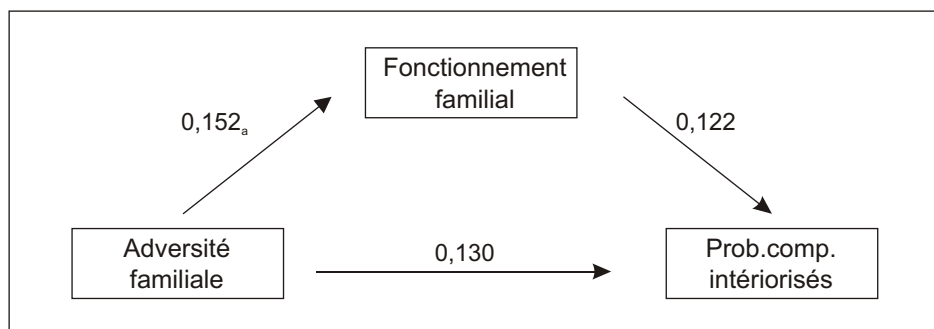 Fonctionnement
familial
0,152a
0,122
Adversité
familiale
0,130
Prob.comp.
intériorisés